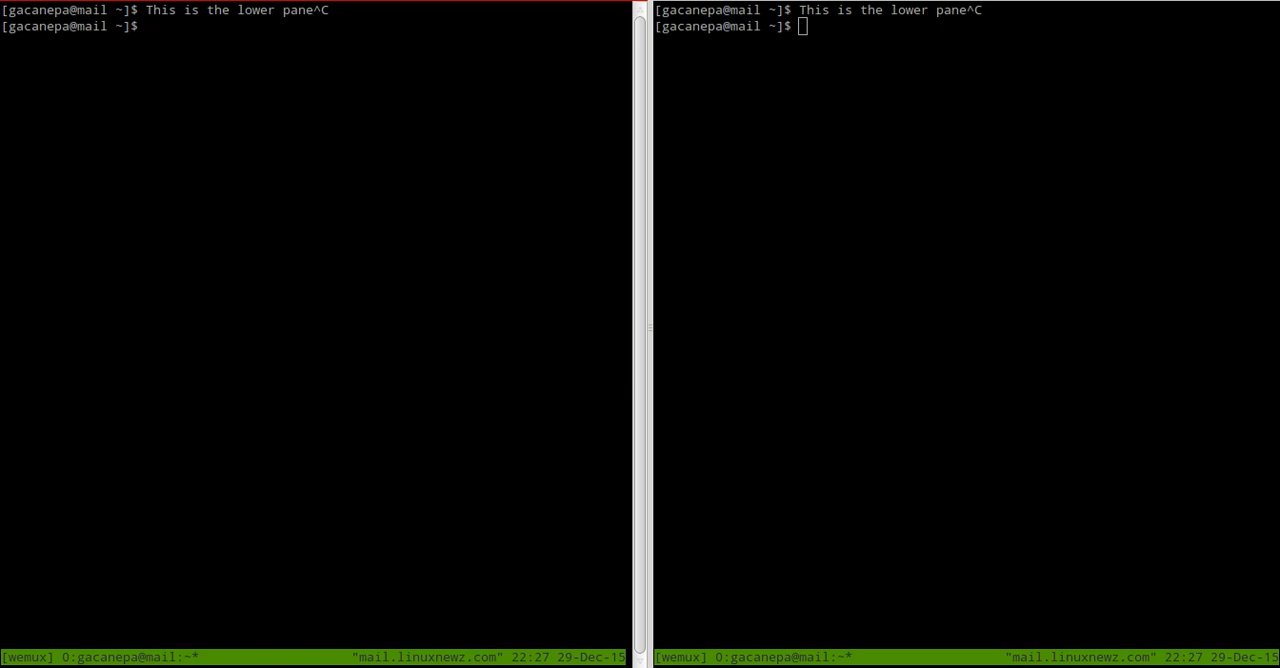 [gacanepa@mail ~]$ This is the lower pane^C
[gacanepa@mail ~]$
[wemux] 0:gacanepa@mail:~* "mail.linuxnewz.com" 22:27 29-Dec-15
[gacanepa@mail ~]$ This is the lower pane^C
[gacanepa@mail ~]$
[wemux] 0:gacanepa@mail:~* "mail.linuxnewz.com" 22:27 29-Dec-15